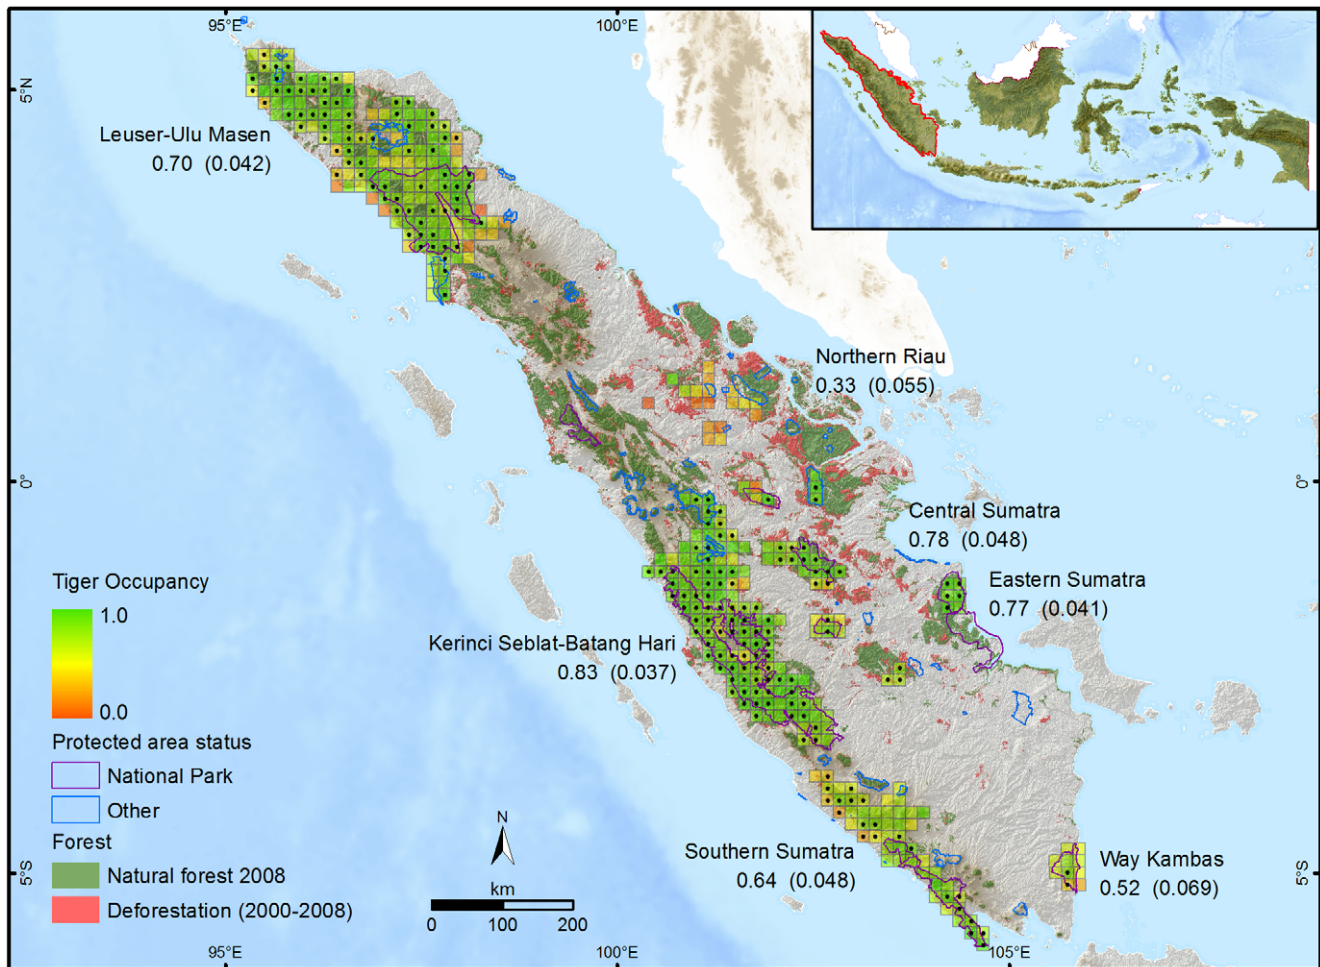 95°E
100°E
5°N
Leuser-Ulu Masen
0.70 (0.042)
Northern Riau
0.33 (0.055)
0°
0°
Central Sumatra
0.78 (0.048)
Eastern Sumatra
0.77 (0.041)
Tiger Occupancy
1.0
0.0
Kerinci Seblat-Batang Hari
0.83 (0.037)
Protected area status
National Park
Other
Forest
Natural forest 2008
Deforestation (2000-2008)
N
km
0 100 200
Southern Sumatra
0.64 (0.048)
Way Kambas
0.52 (0.069)
5°S
5°S
95°E
100°E
105°E